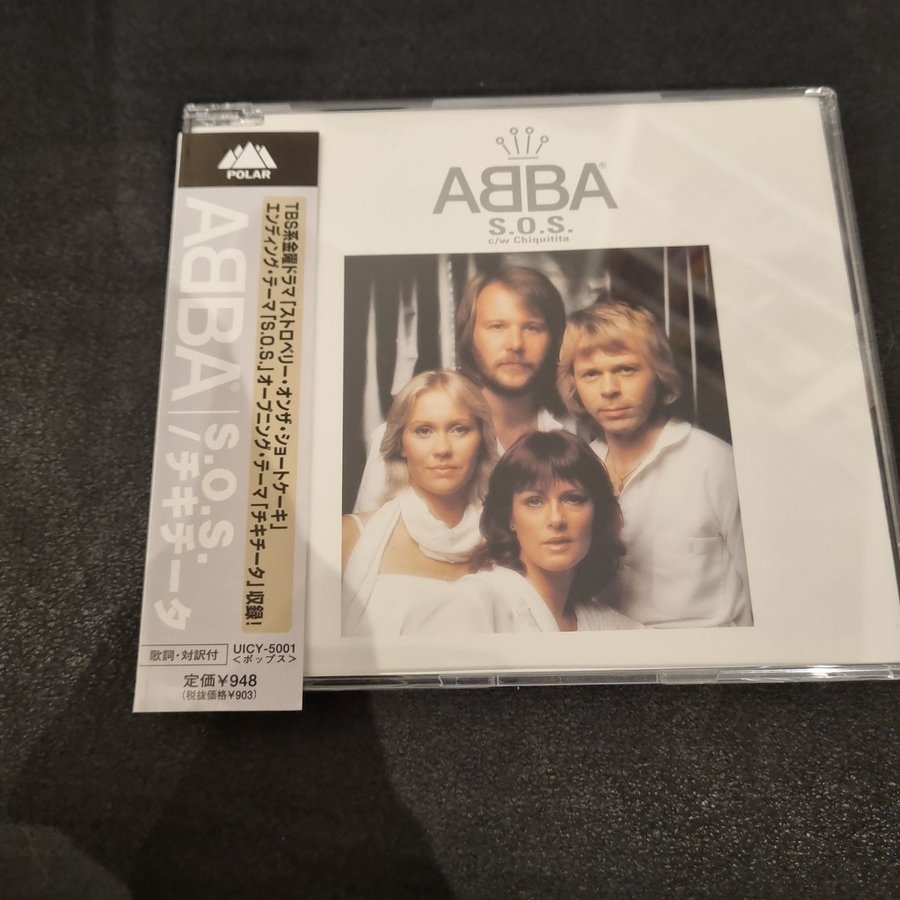 POLAR
ABBA | S.O.S.
/チキチータ
TBS系金曜ドラマ「ストロベリー・オンザ・ショートケーキ」
エンディング・テーマ「S.O.S.」オープニング・テーマ「チキチータ」収録!
歌詞・対訳付
UICY-5001
<ポップス>
定価¥948
(税抜価格¥903)
ABBA®
S.O.S.
c/w Chiquitita